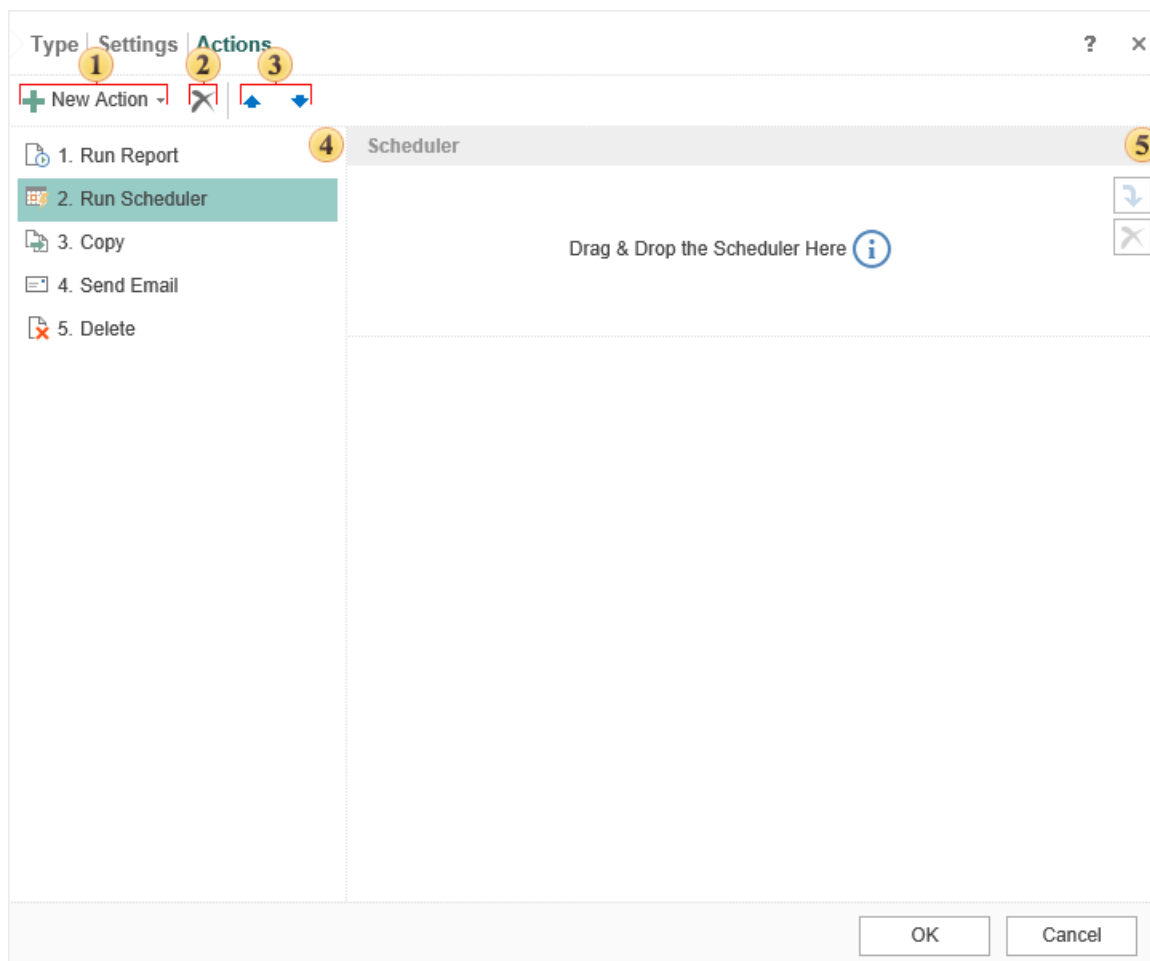 Type Settings Actions ? ×
1 2 3
New Action
4 Scheduler 5
1. Run Report
2. Run Scheduler
Drag & Drop the Scheduler Here i
3. Copy
4. Send Email
5. Delete
OK Cancel